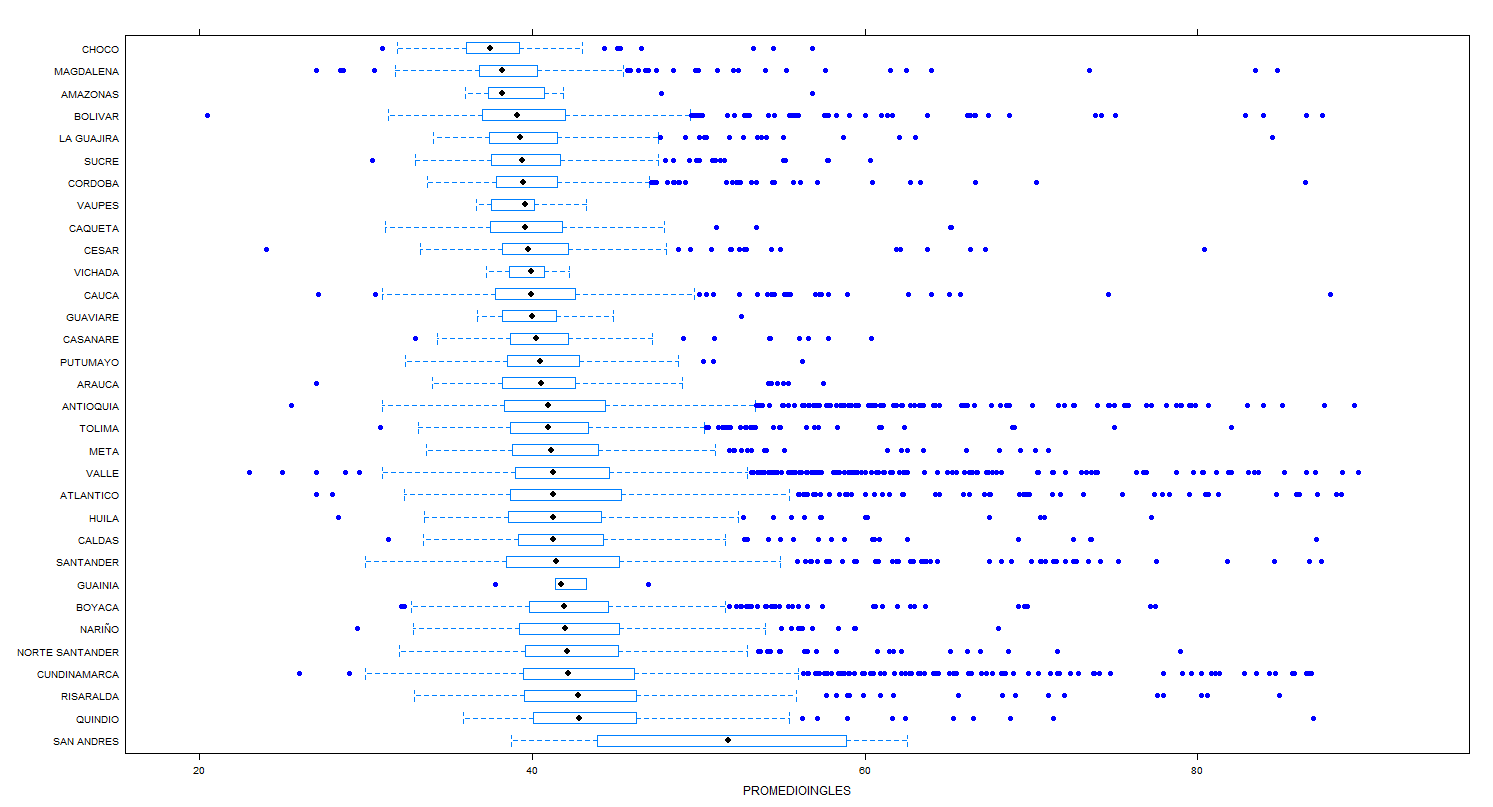 CHOCO
MAGDALENA
AMAZONAS
BOLIVAR
LA GUAJIRA
SUCRE
CORDOBA
VAUPES
CAQUETA
CESAR
VICHADA
CAUCA
GUAVIARE
CASANARE
PUTUMAYO
ARAUCA
ANTIOQUIA
TOLIMA
META
VALLE
ATLANTICO
HUILA
CALDAS
SANTANDER
GUAINIA
BOYACA
NARIÑO
NORTE SANTANDER
CUNDINAMARCA
RISARALDA
QUINDIO
SAN ANDRES
20 40 60 80
PROMEDIOINGLES